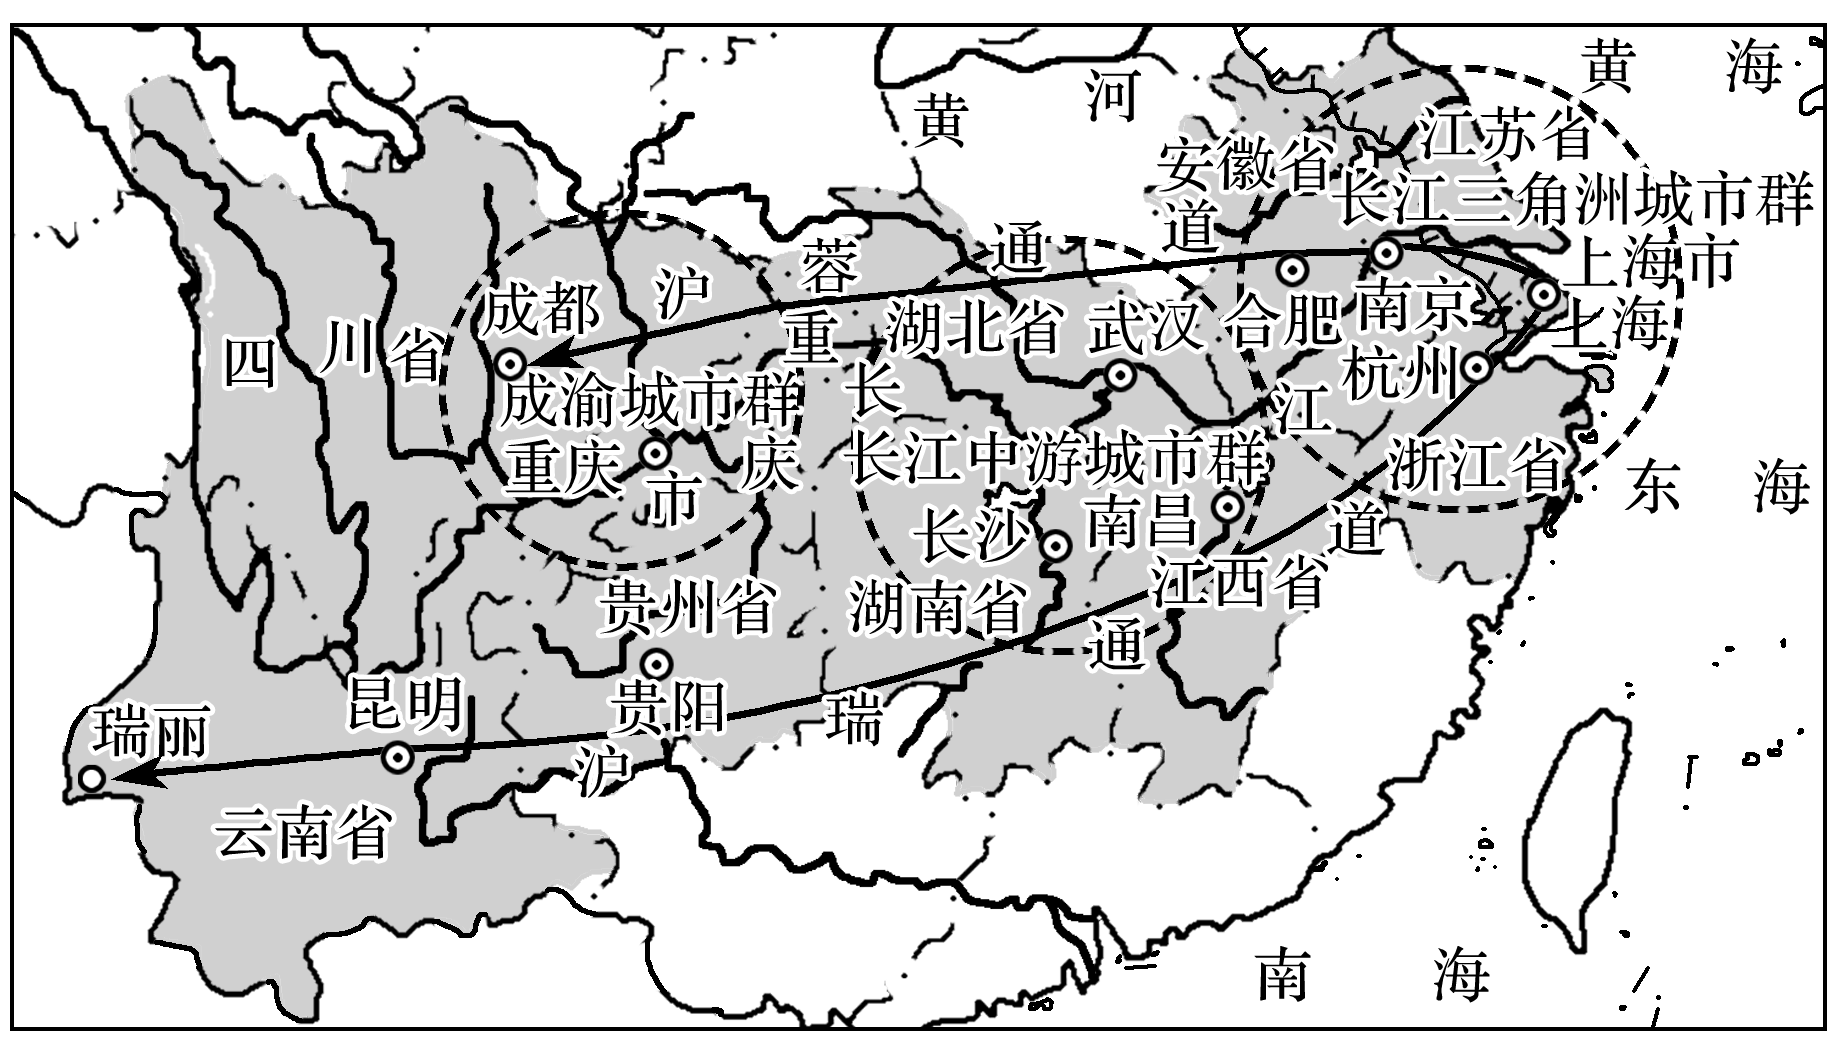 黄 海
黄 河
江苏省
安徽省
长江三角洲城市群
沪蓉通道
上海市
上海
南京
合肥
杭州
浙江省
东 海
四川省
成都
成渝城市群
重庆
重庆市
湖北省
武汉
长江
长江中游城市群
南昌
长沙
江西省
湖南省
贵州省
贵阳
沪瑞通道
昆明
瑞丽
云南省
南 海